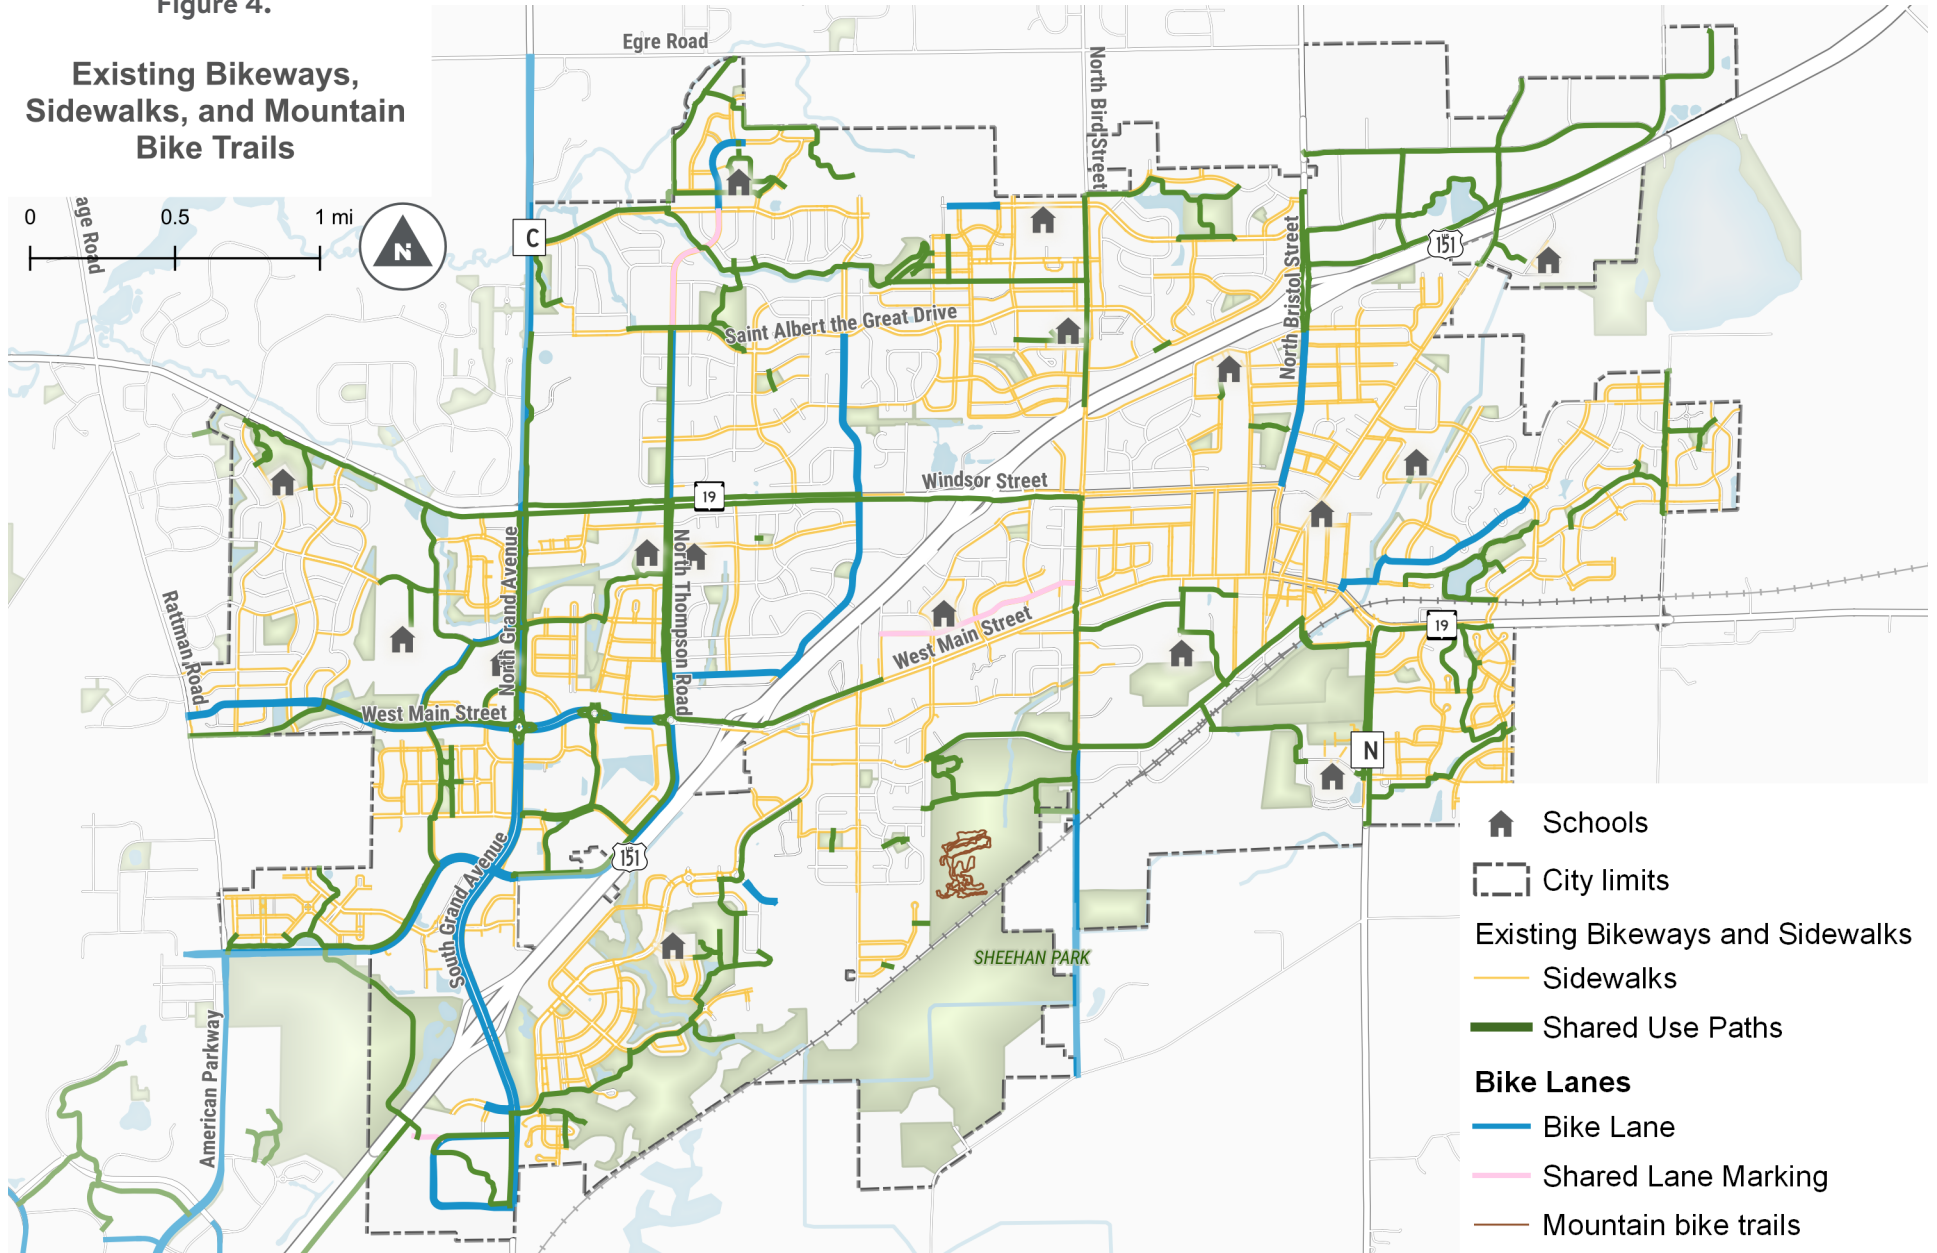 Figure 4.
Existing Bikeways,
Sidewalks, and Mountain
Bike Trails
0 0.5 1 mi
N
Egre Road
North Bird Street
age Road
C
151
North Bristol Street
Saint Albert the Great Drive
19
Windsor Street
North Grand Avenue
North Thompson Road
Rattman Road
West Main Street
19
West Main Street
N
151
South Grand Avenue
SHEEHAN PARK
American Parkway
Schools
City limits
Existing Bikeways and Sidewalks
Sidewalks
Shared Use Paths
Bike Lanes
Bike Lane
Shared Lane Marking
Mountain bike trails